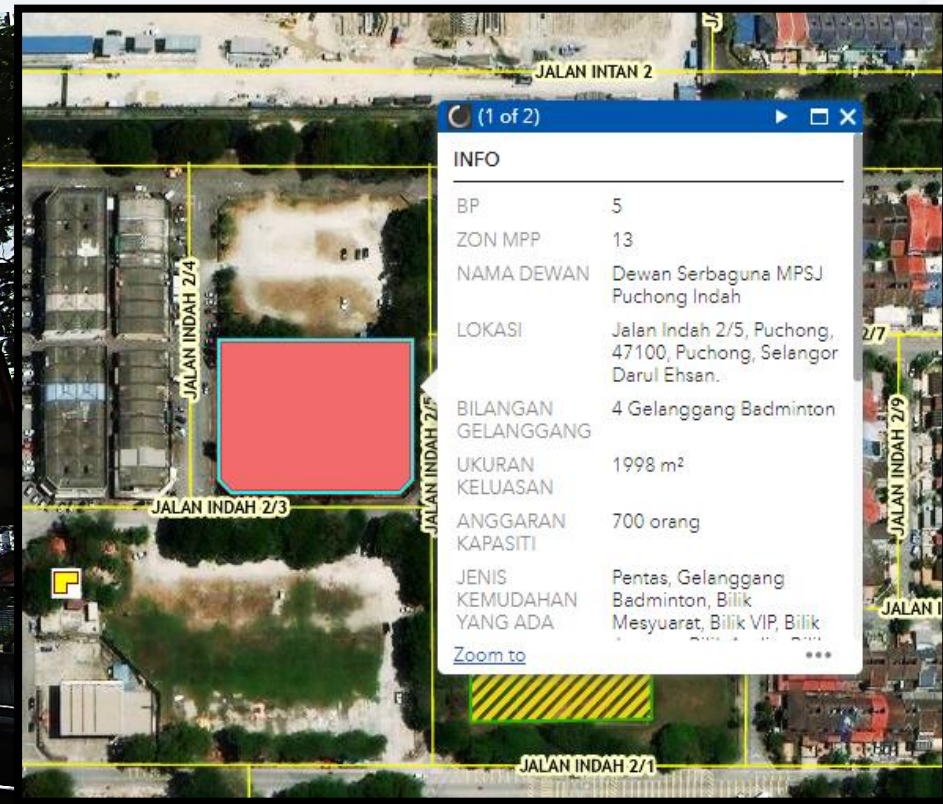 JALAN INTAN 2
(1 of 2)
INFO
BP 5
ZON MPP 13
NAMA DEWAN Dewan Serbaguna MPSJ
Puchong Indah
LOKASI Jalan Indah 2/5, Puchong,
47100, Puchong, Selangor
Darul Ehsan.
BILANGAN 4 Gelanggang Badminton
GELANGGANG
UKURAN 1998 m²
KELUASAN
ANGGARAN 700 orang
KAPASITI
JENIS Pentas, Gelanggang
KEMUDAHAN Badminton, Bilik
YANG ADA Mesyuarat, Bilik VIP, Bilik
Zoom to
JALAN INDAH 2/4
JALAN INDAH 2/5
JALAN INDAH 2/3
2/7
JALAN INDAH 2/9
JALAN I
JALAN INDAH 2/1